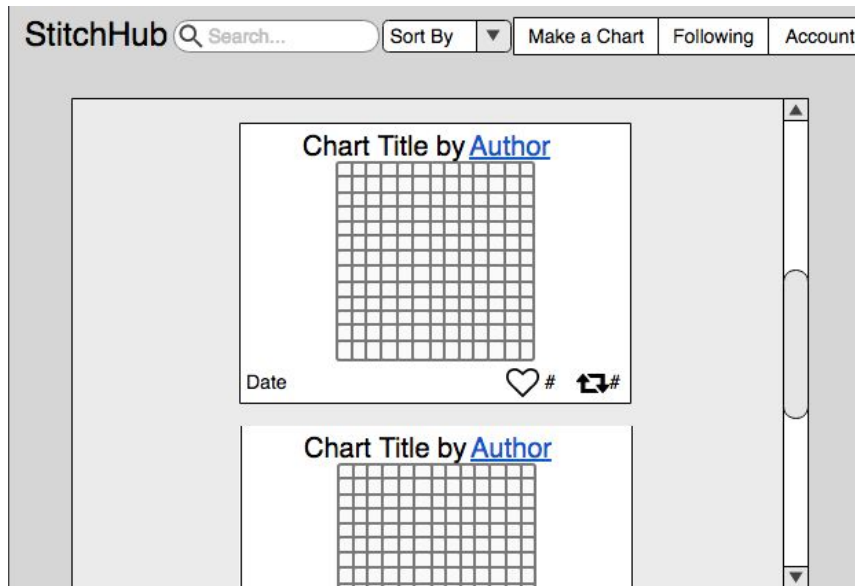 StitchHub Search... Sort By Make a Chart Following Account
Chart Title by Author
Date # #
Chart Title by Author